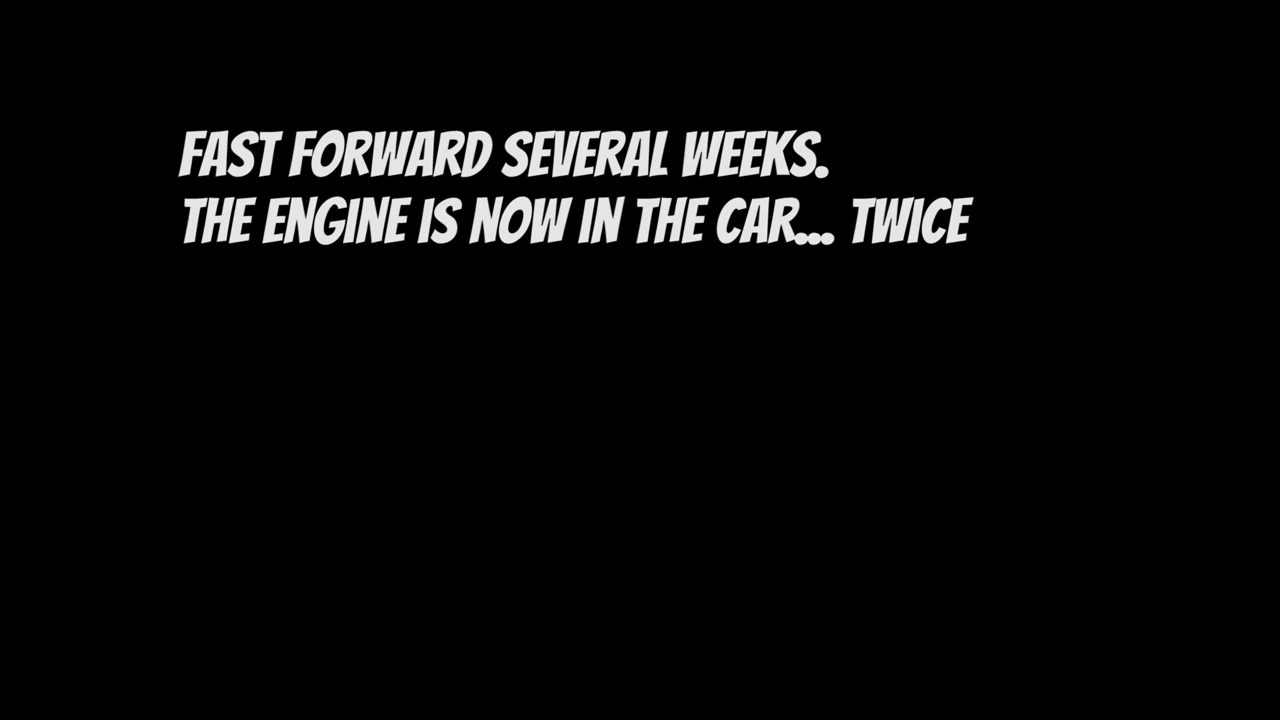 FAST FORWARD SEVERAL WEEKS.
THE ENGINE IS NOW IN THE CAR... TWICE